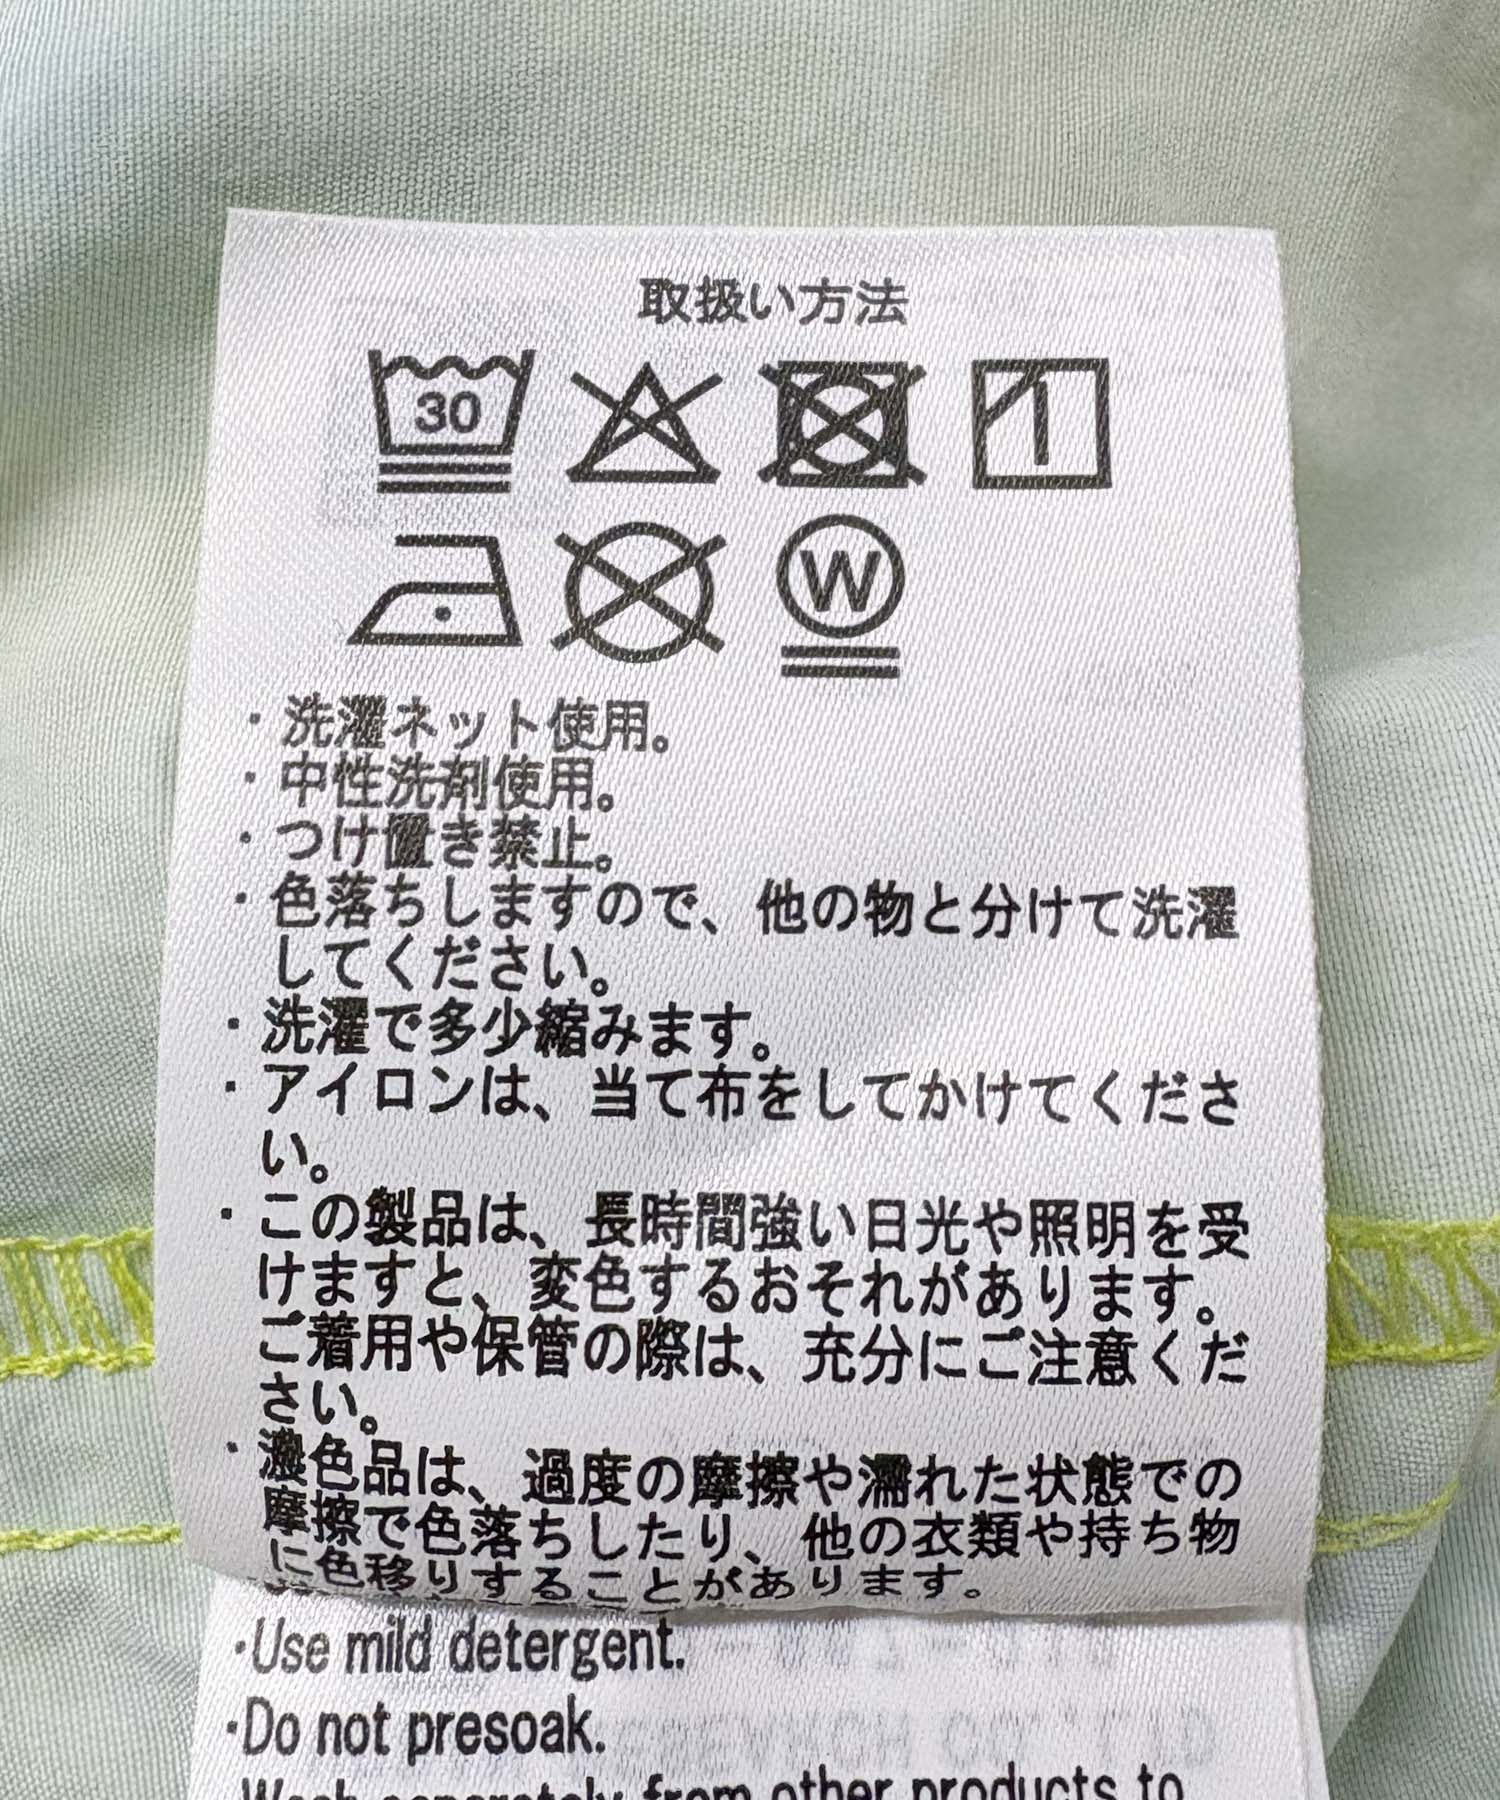 取扱い方法
30
W
・洗濯ネット使用。
・中性洗剤使用。
・つけ置き禁止。
・色落ちしますので、他の物と分けて洗濯
してください。
・洗濯で多少縮みます。
・アイロンは、当て布をしてかけてくださ
い。
・この製品は、長時間強い日光や照明を受
けますと、変色するおそれがあります。
ご着用や保管の際は、充分にご注意くだ
さい。
・濃色品は、過度の摩擦や濡れた状態での
摩擦で色落ちしたり、他の衣類や持ち物
に色移りすることがあります。
・Use mild detergent.
・Do not presoak.
・Wash separately from other products to